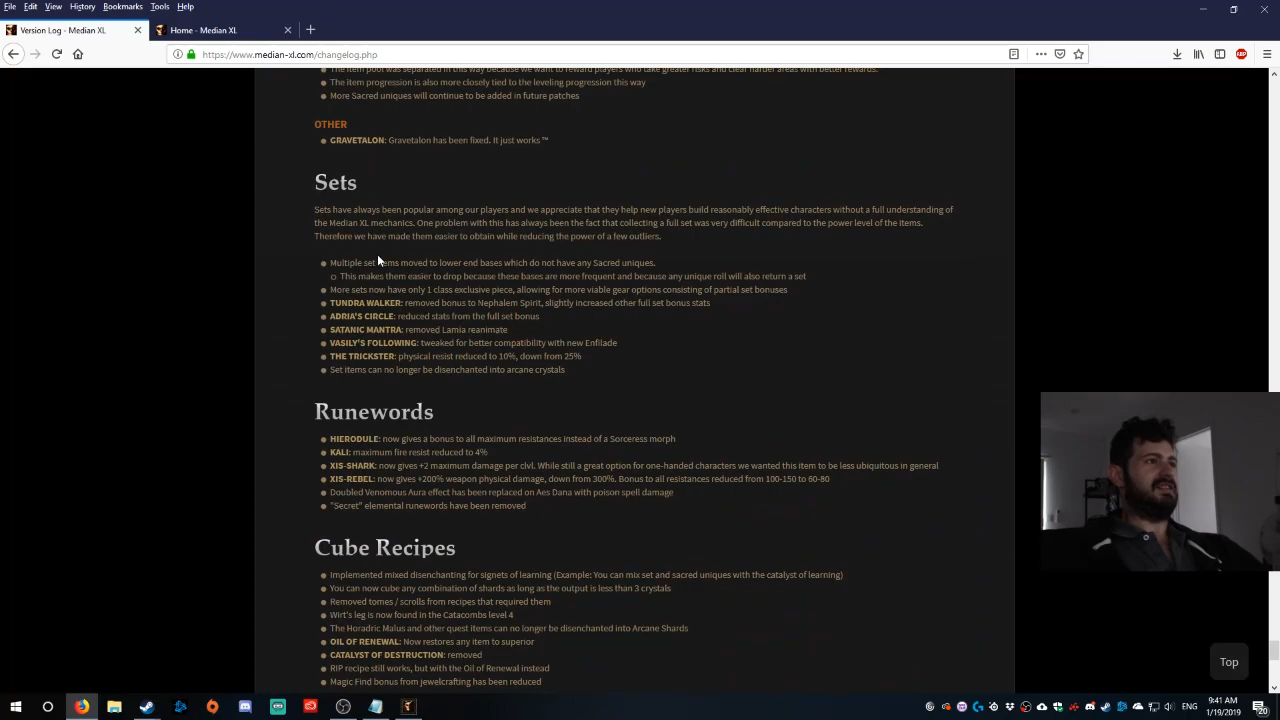 File Edit View History Bookmarks Tools Help
Version Log - Median XL
Home - Median XL
https://www.median-xl.com/changelog.php
The item pool was separated in this way because we want to reward players who take greater risks and clear harder areas with better rewards.
The item progression is also more closely tied to the leveling progression this way
More Sacred uniques will continue to be added in future patches
OTHER
GRAVETALON: Gravetalon has been fixed. It just works ™
Sets
Sets have always been popular among our players and we appreciate that they help new players build reasonably effective characters without a full understanding of
the Median XL mechanics. One problem with this has always been the fact that collecting a full set was very difficult compared to the power level of the items.
Therefore we have made them easier to obtain while reducing the power of a few outliers.
Multiple set items moved to lower end bases which do not have any Sacred uniques.
This makes them easier to drop because these bases are more frequent and because any unique roll will also return a set
More sets now have only 1 class exclusive piece, allowing for more viable gear options consisting of partial set bonuses
TUNDRA WALKER: removed bonus to Nephalem Spirit, slightly increased other full set bonus stats
ADRIA'S CIRCLE: reduced stats from the full set bonus
SATANIC MANTRA: removed Lamia reanimate
VASILY'S FOLLOWING: tweaked for better compatibility with new Enfilade
THE TRICKSTER: physical resist reduced to 10%, down from 25%
Set items can no longer be disenchanted into arcane crystals
Runewords
HIERODULE: now gives a bonus to all maximum resistances instead of a Sorceress morph
KALI: maximum fire resist reduced to 4%
XIS-SHARK: now gives +2 maximum damage per clvl. While still a great option for one-handed characters we wanted this item to be less ubiquitous in general
XIS-REBEL: now gives +200% weapon physical damage, down from 300%. Bonus to all resistances reduced from 100-150 to 60-80
Doubled Venomous Aura effect has been replaced on Aes Dana with poison spell damage
"Secret" elemental runewords have been removed
Cube Recipes
Implemented mixed disenchanting for signets of learning (Example: You can mix set and sacred uniques with the catalyst of learning)
You can now cube any combination of shards as long as the output is less than 3 crystals
Removed tomes / scrolls from recipes that required them
Wirt's leg is now found in the Catacombs level 4
The Horadric Malus and other quest items can no longer be disenchanted into Arcane Shards
OIL OF RENEWAL: Now restores any item to superior
CATALYST OF DESTRUCTION: removed
RIP recipe still works, but with the Oil of Renewal instead
Magic Find bonus from jewelcrafting has been reduced
Top
ENG
9:41 AM
1/19/2019